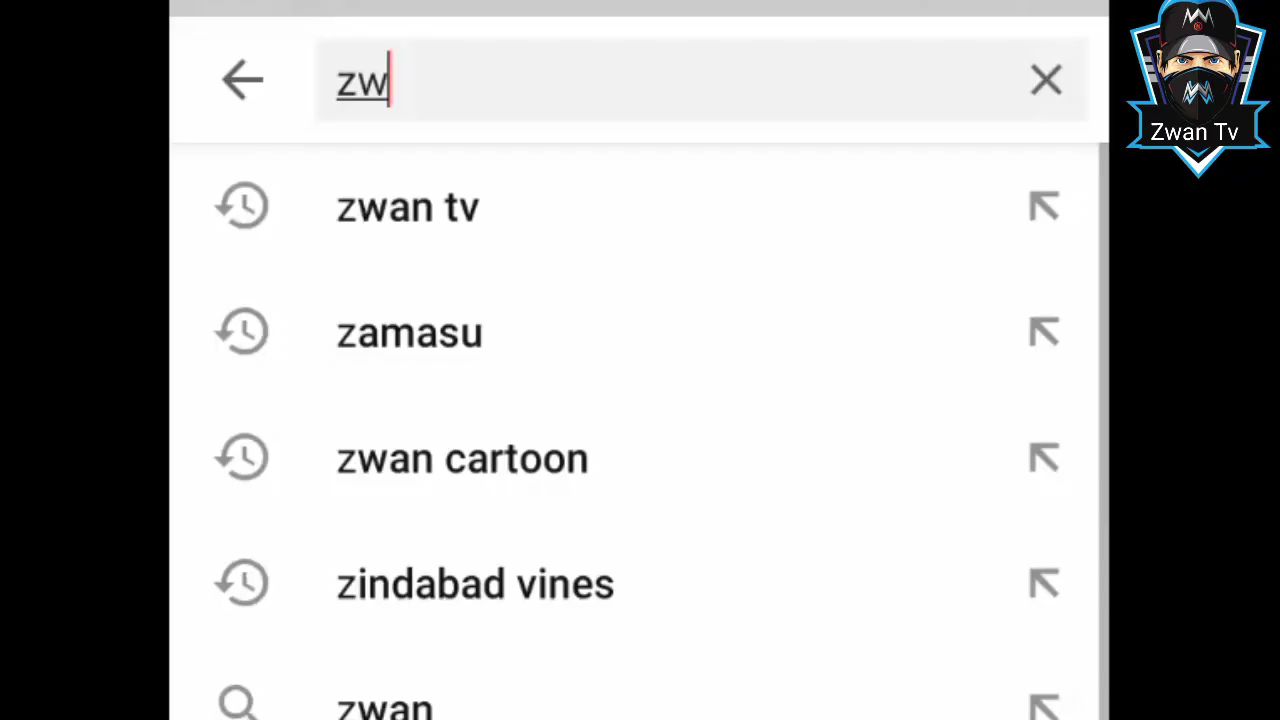 zw
Zwan Tv
zwan tv
zamasu
zwan cartoon
zindabad vines
zwan